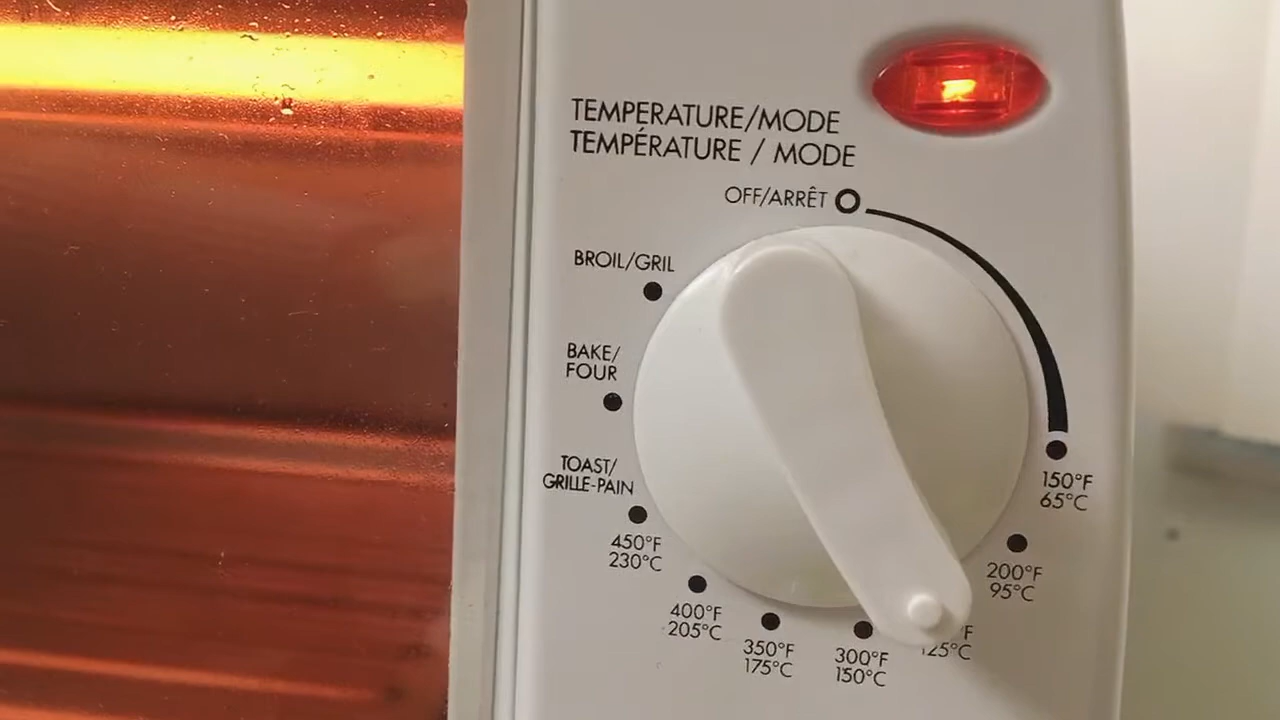 TEMPERATURE/MODE
TEMPÉRATURE / MODE
OFF/ARRÊT
BROIL/GRIL
BAKE/
FOUR
TOAST/
GRILLE-PAIN
450°F
230°C
400°F
205°C
350°F
175°C
300°F
150°C
°F
125°C
200°F
95°C
150°F
65°C